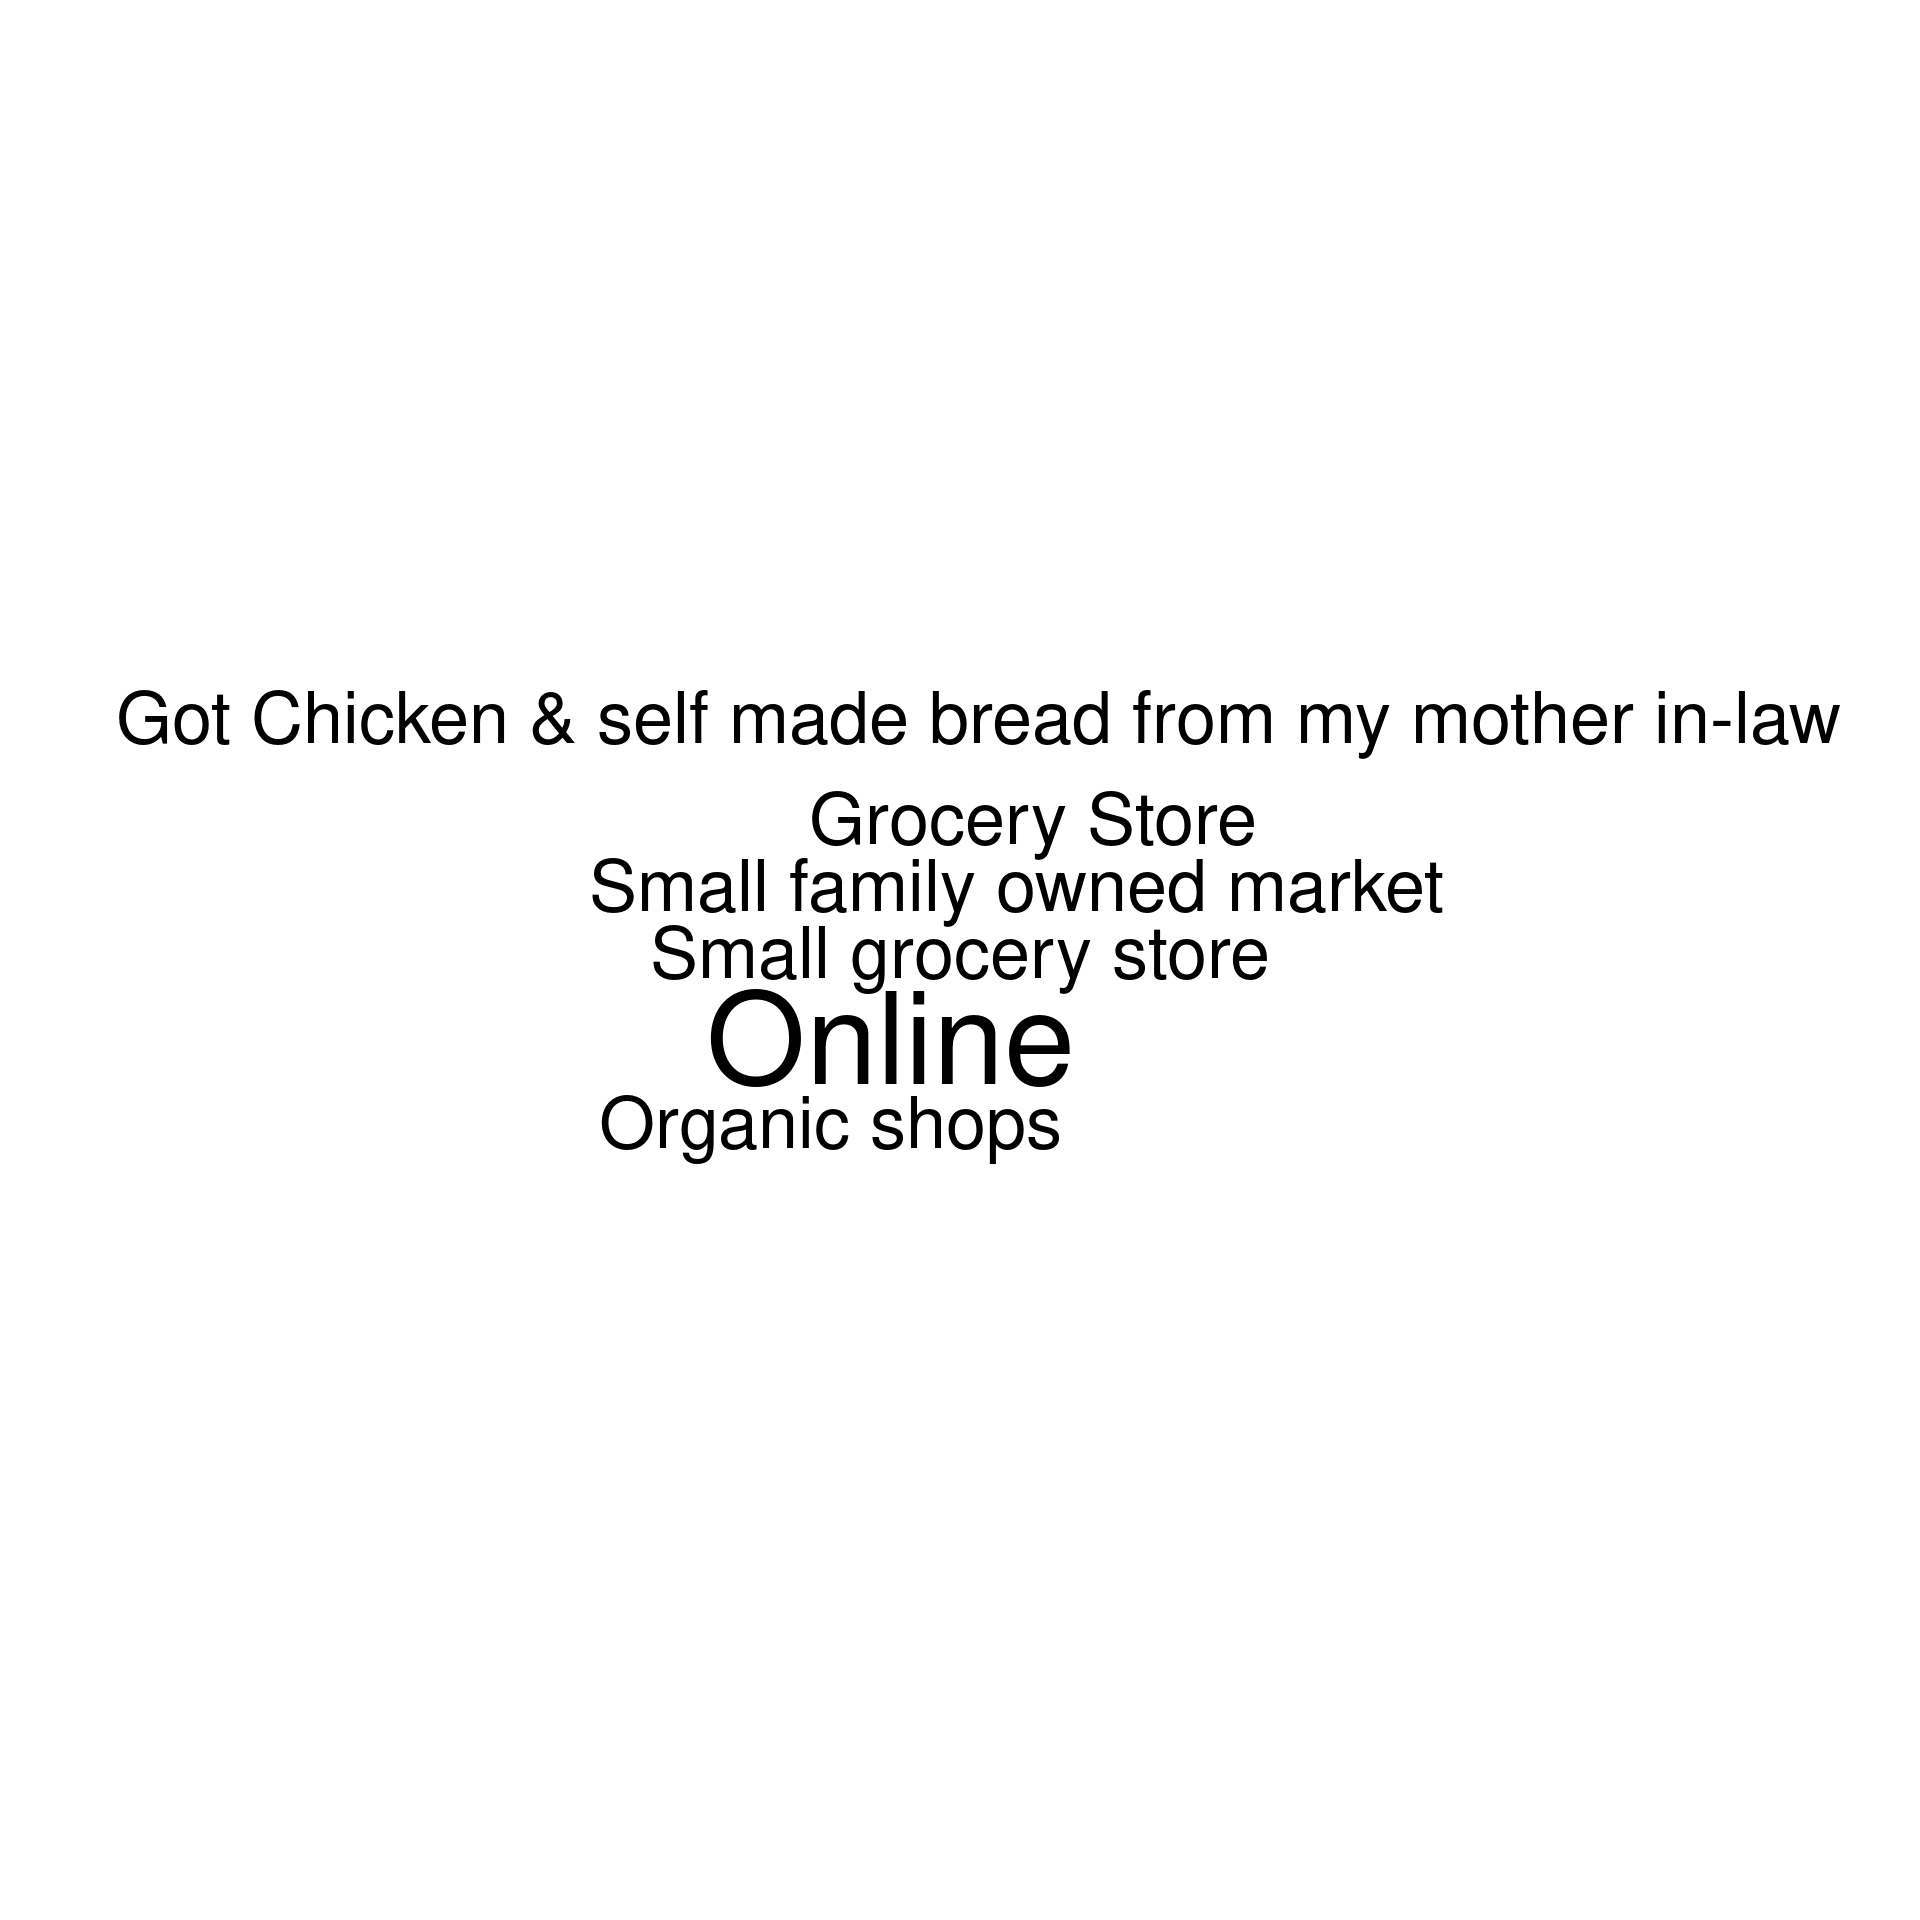 Got Chicken & self made bread from my mother in-law
Grocery Store
Small family owned market
Small grocery store
Online
Organic shops